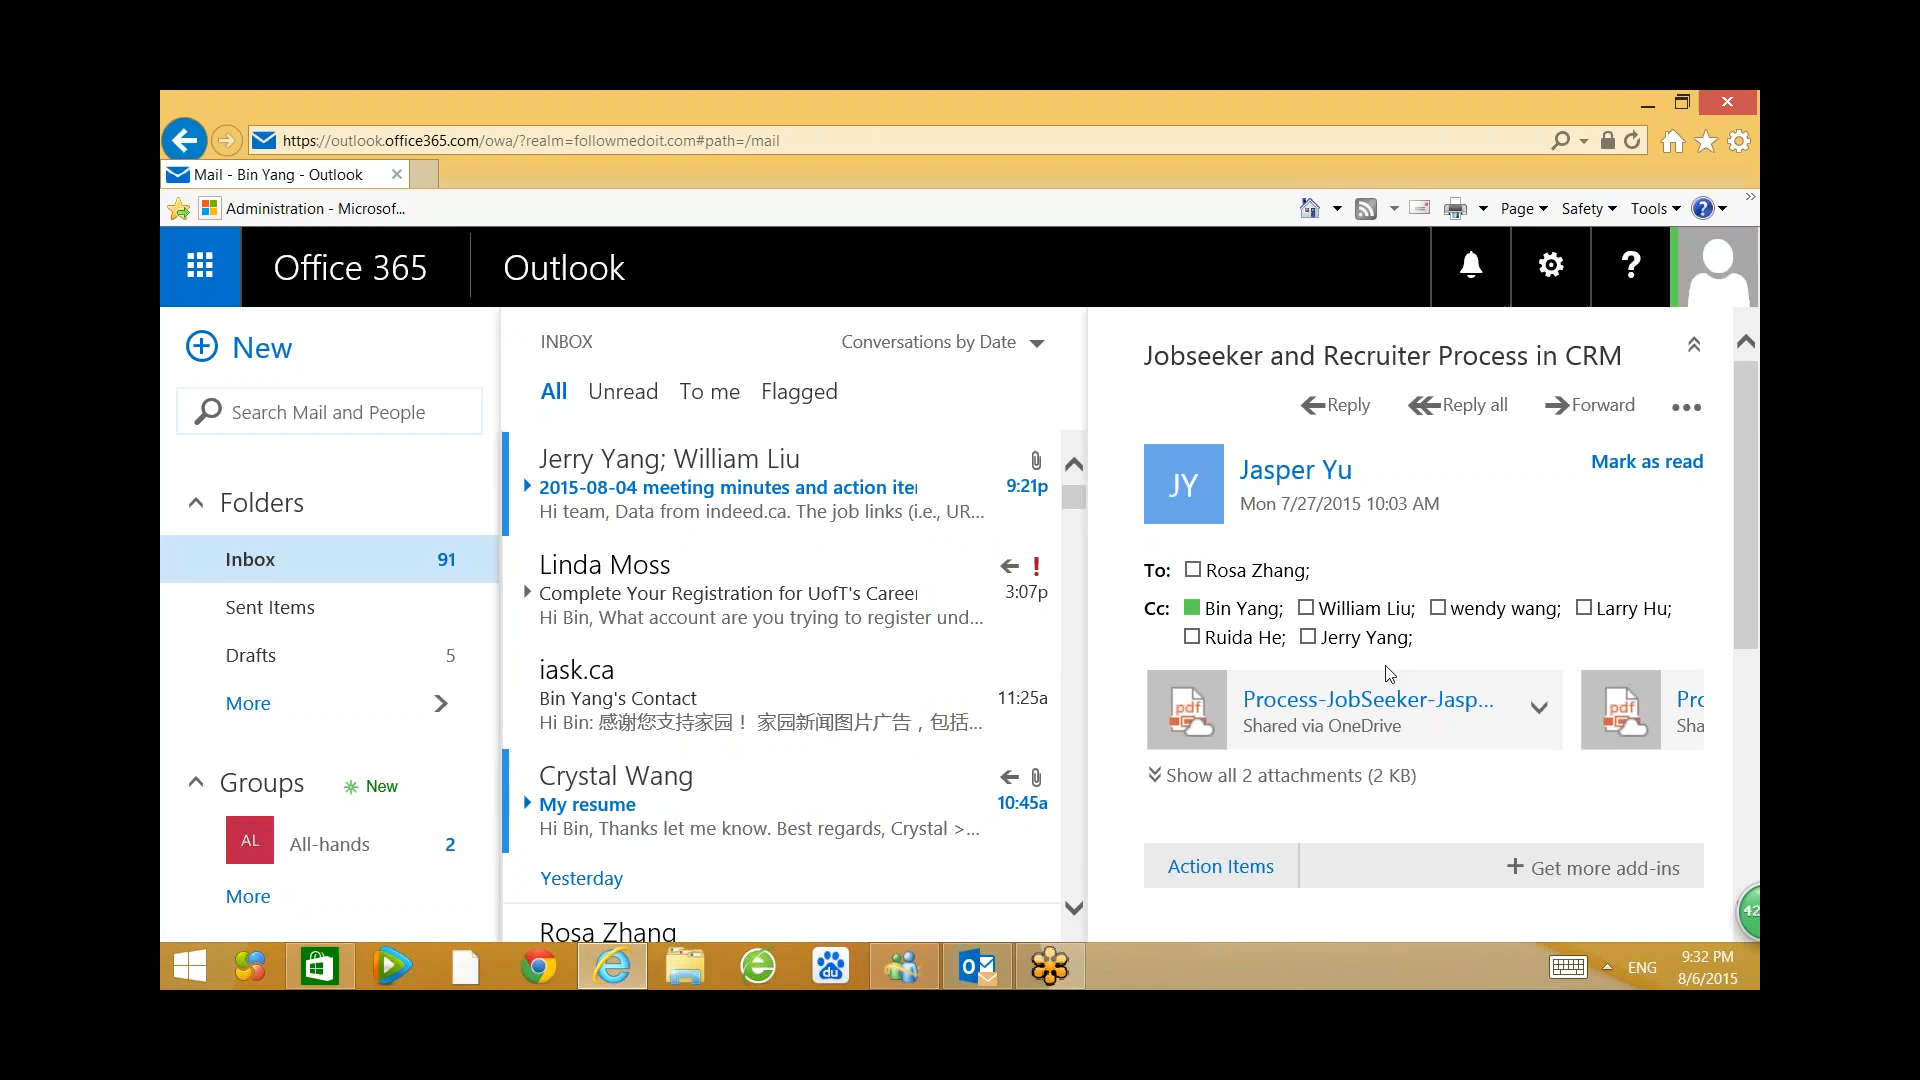 https://outlook.office365.com/owa/?realm=followmedoit.com#path=/mail
Mail - Bin Yang - Outlook
Administration - Microsof...
Page
Safety
Tools
Office 365
Outlook
New
Search Mail and People
Folders
Inbox 91
Sent Items
Drafts 5
More
Groups
New
AL
All-hands 2
More
INBOX
Conversations by Date
All Unread To me Flagged
Jerry Yang; William Liu
2015-08-04 meeting minutes and action 9:21p
Hi team, Data from indeed.ca. The job links (i.e., UR...
Linda Moss
Complete Your Registration for UofT's Career 3:07p
Hi Bin, What account are you trying to register und...
iask.ca
Bin Yang's Contact 11:25a
Hi Bin: 感谢您支持家园！ 家园新闻图片广告，包括...
Crystal Wang
My resume 10:45a
Hi Bin, Thanks let me know. Best regards, Crystal >...
Yesterday
Rosa Zhang
Jobseeker and Recruiter Process in CRM
Reply Reply all Forward
JY
Jasper Yu
Mark as read
Mon 7/27/2015 10:03 AM
To: Rosa Zhang;
Cc: Bin Yang; William Liu; wendy wang; Larry Hu;
Ruida He; Jerry Yang;
pdf
Process-JobSeeker-Jasp...
Shared via OneDrive
pdf
Pro
Sha
Show all 2 attachments (2 KB)
Action Items
+ Get more add-ins
42
du
ENG
9:32 PM
8/6/2015